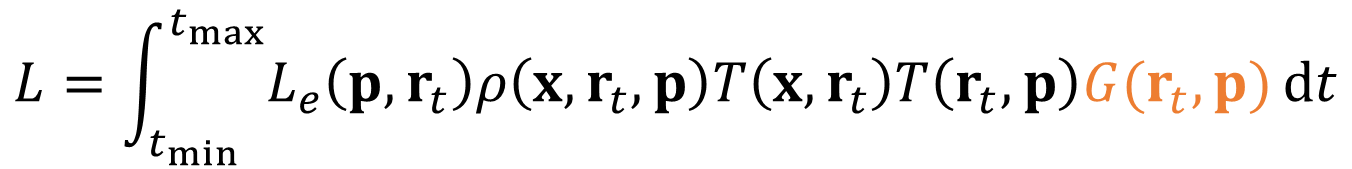 L = ∫_{t_min}^{t_max} L_e(𝐩, 𝐫_t)ρ(𝐱, 𝐫_t, 𝐩)T(𝐱, 𝐫_t)T(𝐫_t, 𝐩)G(𝐫_t, 𝐩) dt